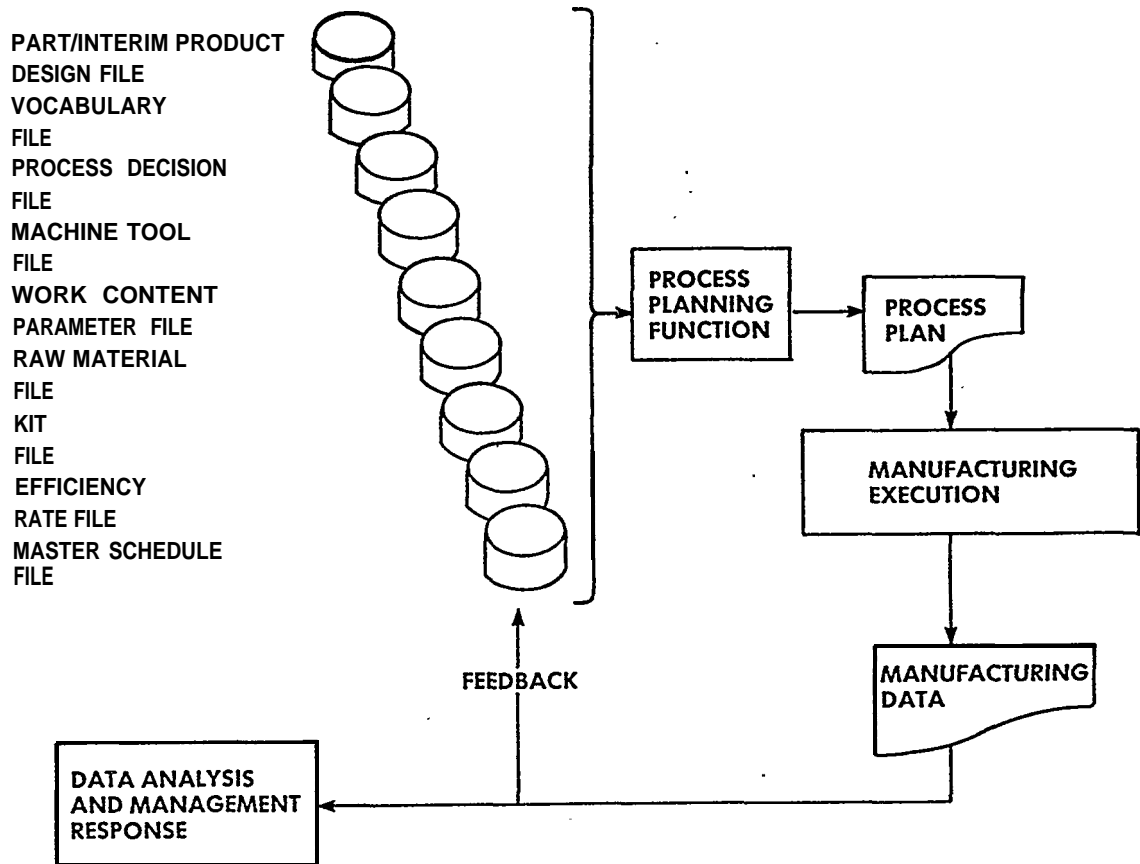 PART/INTERIM PRODUCT
DESIGN FILE
VOCABULARY
FILE
PROCESS DECISION
FILE
MACHINE TOOL
FILE
WORK CONTENT
PARAMETER FILE
RAW MATERIAL
FILE
KIT
FILE
EFFICIENCY
RATE FILE
MASTER SCHEDULE
FILE
PROCESS
PLANNING
FUNCTION
PROCESS
PLAN
MANUFACTURING
EXECUTION
MANUFACTURING
DATA
FEEDBACK
DATA ANALYSIS
AND MANAGEMENT
RESPONSE